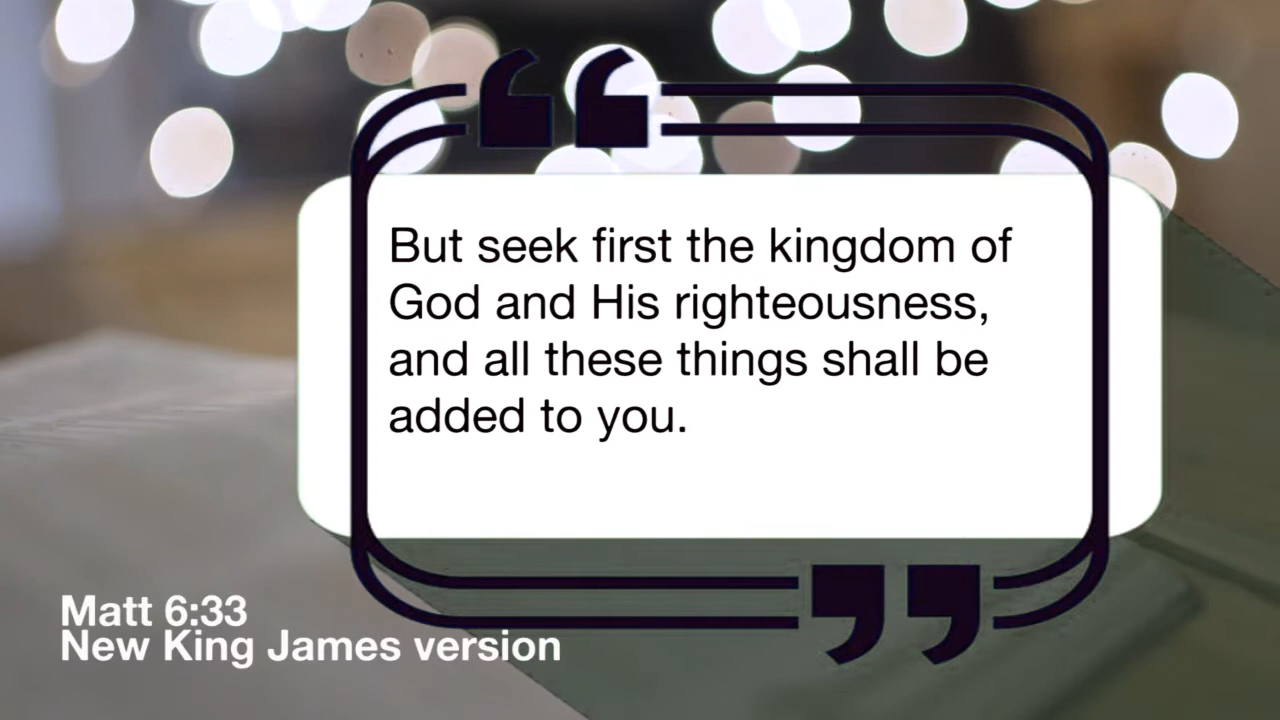 But seek first the kingdom of
God and His righteousness,
and all these things shall be
added to you.
Matt 6:33
New King James version